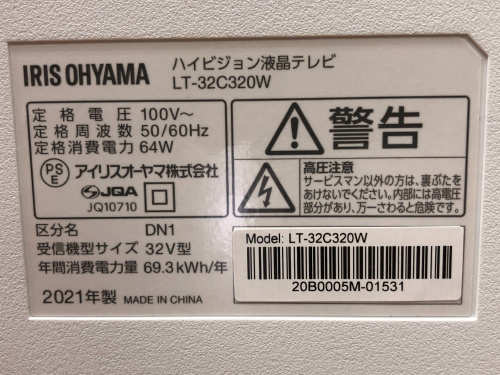 IRIS OHYAMA
ハイビジョン液晶テレビ
LT-32C320W
定格電圧 100V～
定格周波数 50/60Hz
定格消費電力 64W
PS
E
アイリスオーヤマ株式会社
JQA
JQ10710
警告
高圧注意
サービスマン以外の方は、裏ぶたを
あけないでください。内部には高電圧
部分があり、万一さわると危険です。
区分名 DN1
受信機型サイズ 32V型
年間消費電力量 69.3kWh/年
2021年製 MADE IN CHINA
Model: LT-32C320W
20B0005M-01531